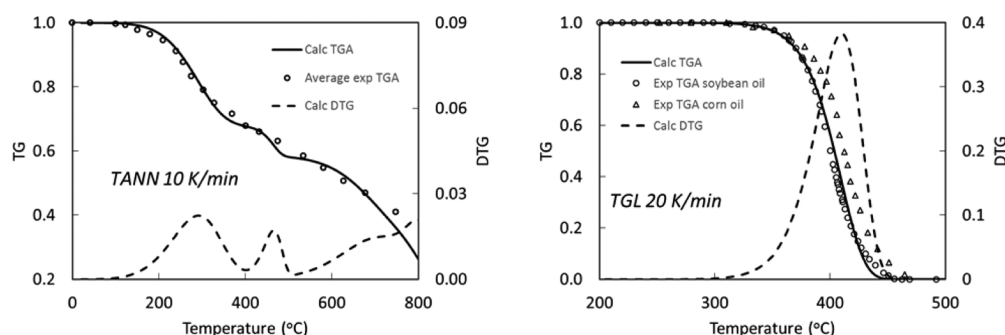 1.0
0.8
0.6
0.4
0.2
TG
0.09
0.06
0.03
0.00
DTG
Calc TGA
Average exp TGA
Calc DTG
TANN 10 K/min
0 200 400 600 800
Temperature (°C)
1.0
0.8
0.6
0.4
0.2
0.0
TG
0.4
0.3
0.2
0.1
0
DTG
Calc TGA
Exp TGA soybean oil
Exp TGA corn oil
Calc DTG
TGL 20 K/min
200 300 400 500
Temperature (°C)